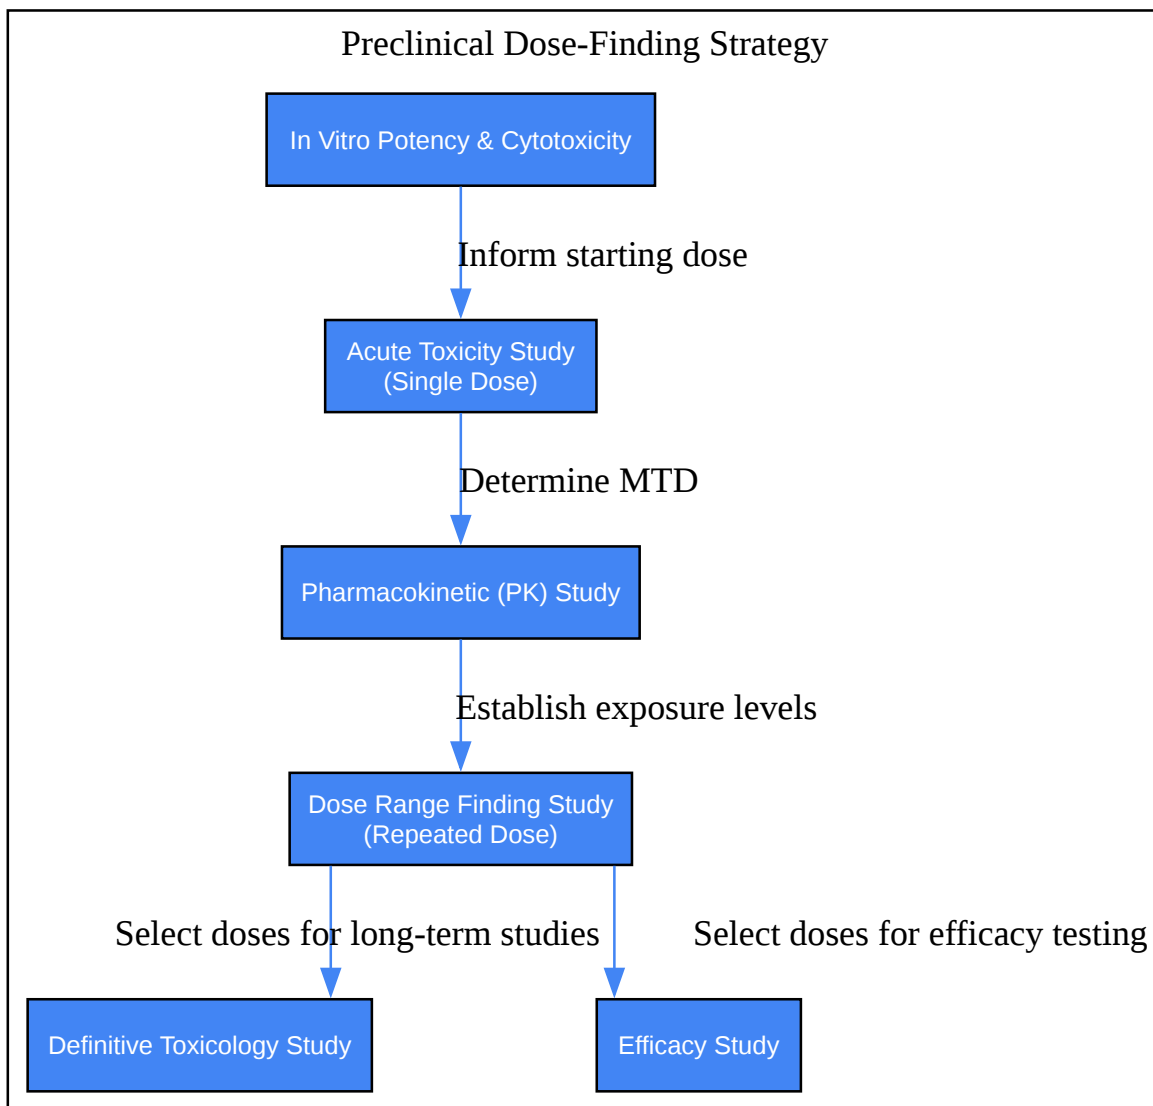 Preclinical Dose-Finding Strategy
In Vitro Potency & Cytotoxicity
Inform starting dose
Acute Toxicity Study
(Single Dose)
Determine MTD
Pharmacokinetic (PK) Study
Establish exposure levels
Dose Range Finding Study
(Repeated Dose)
Select doses for long-term studies
Select doses for efficacy testing
Definitive Toxicology Study
Efficacy Study